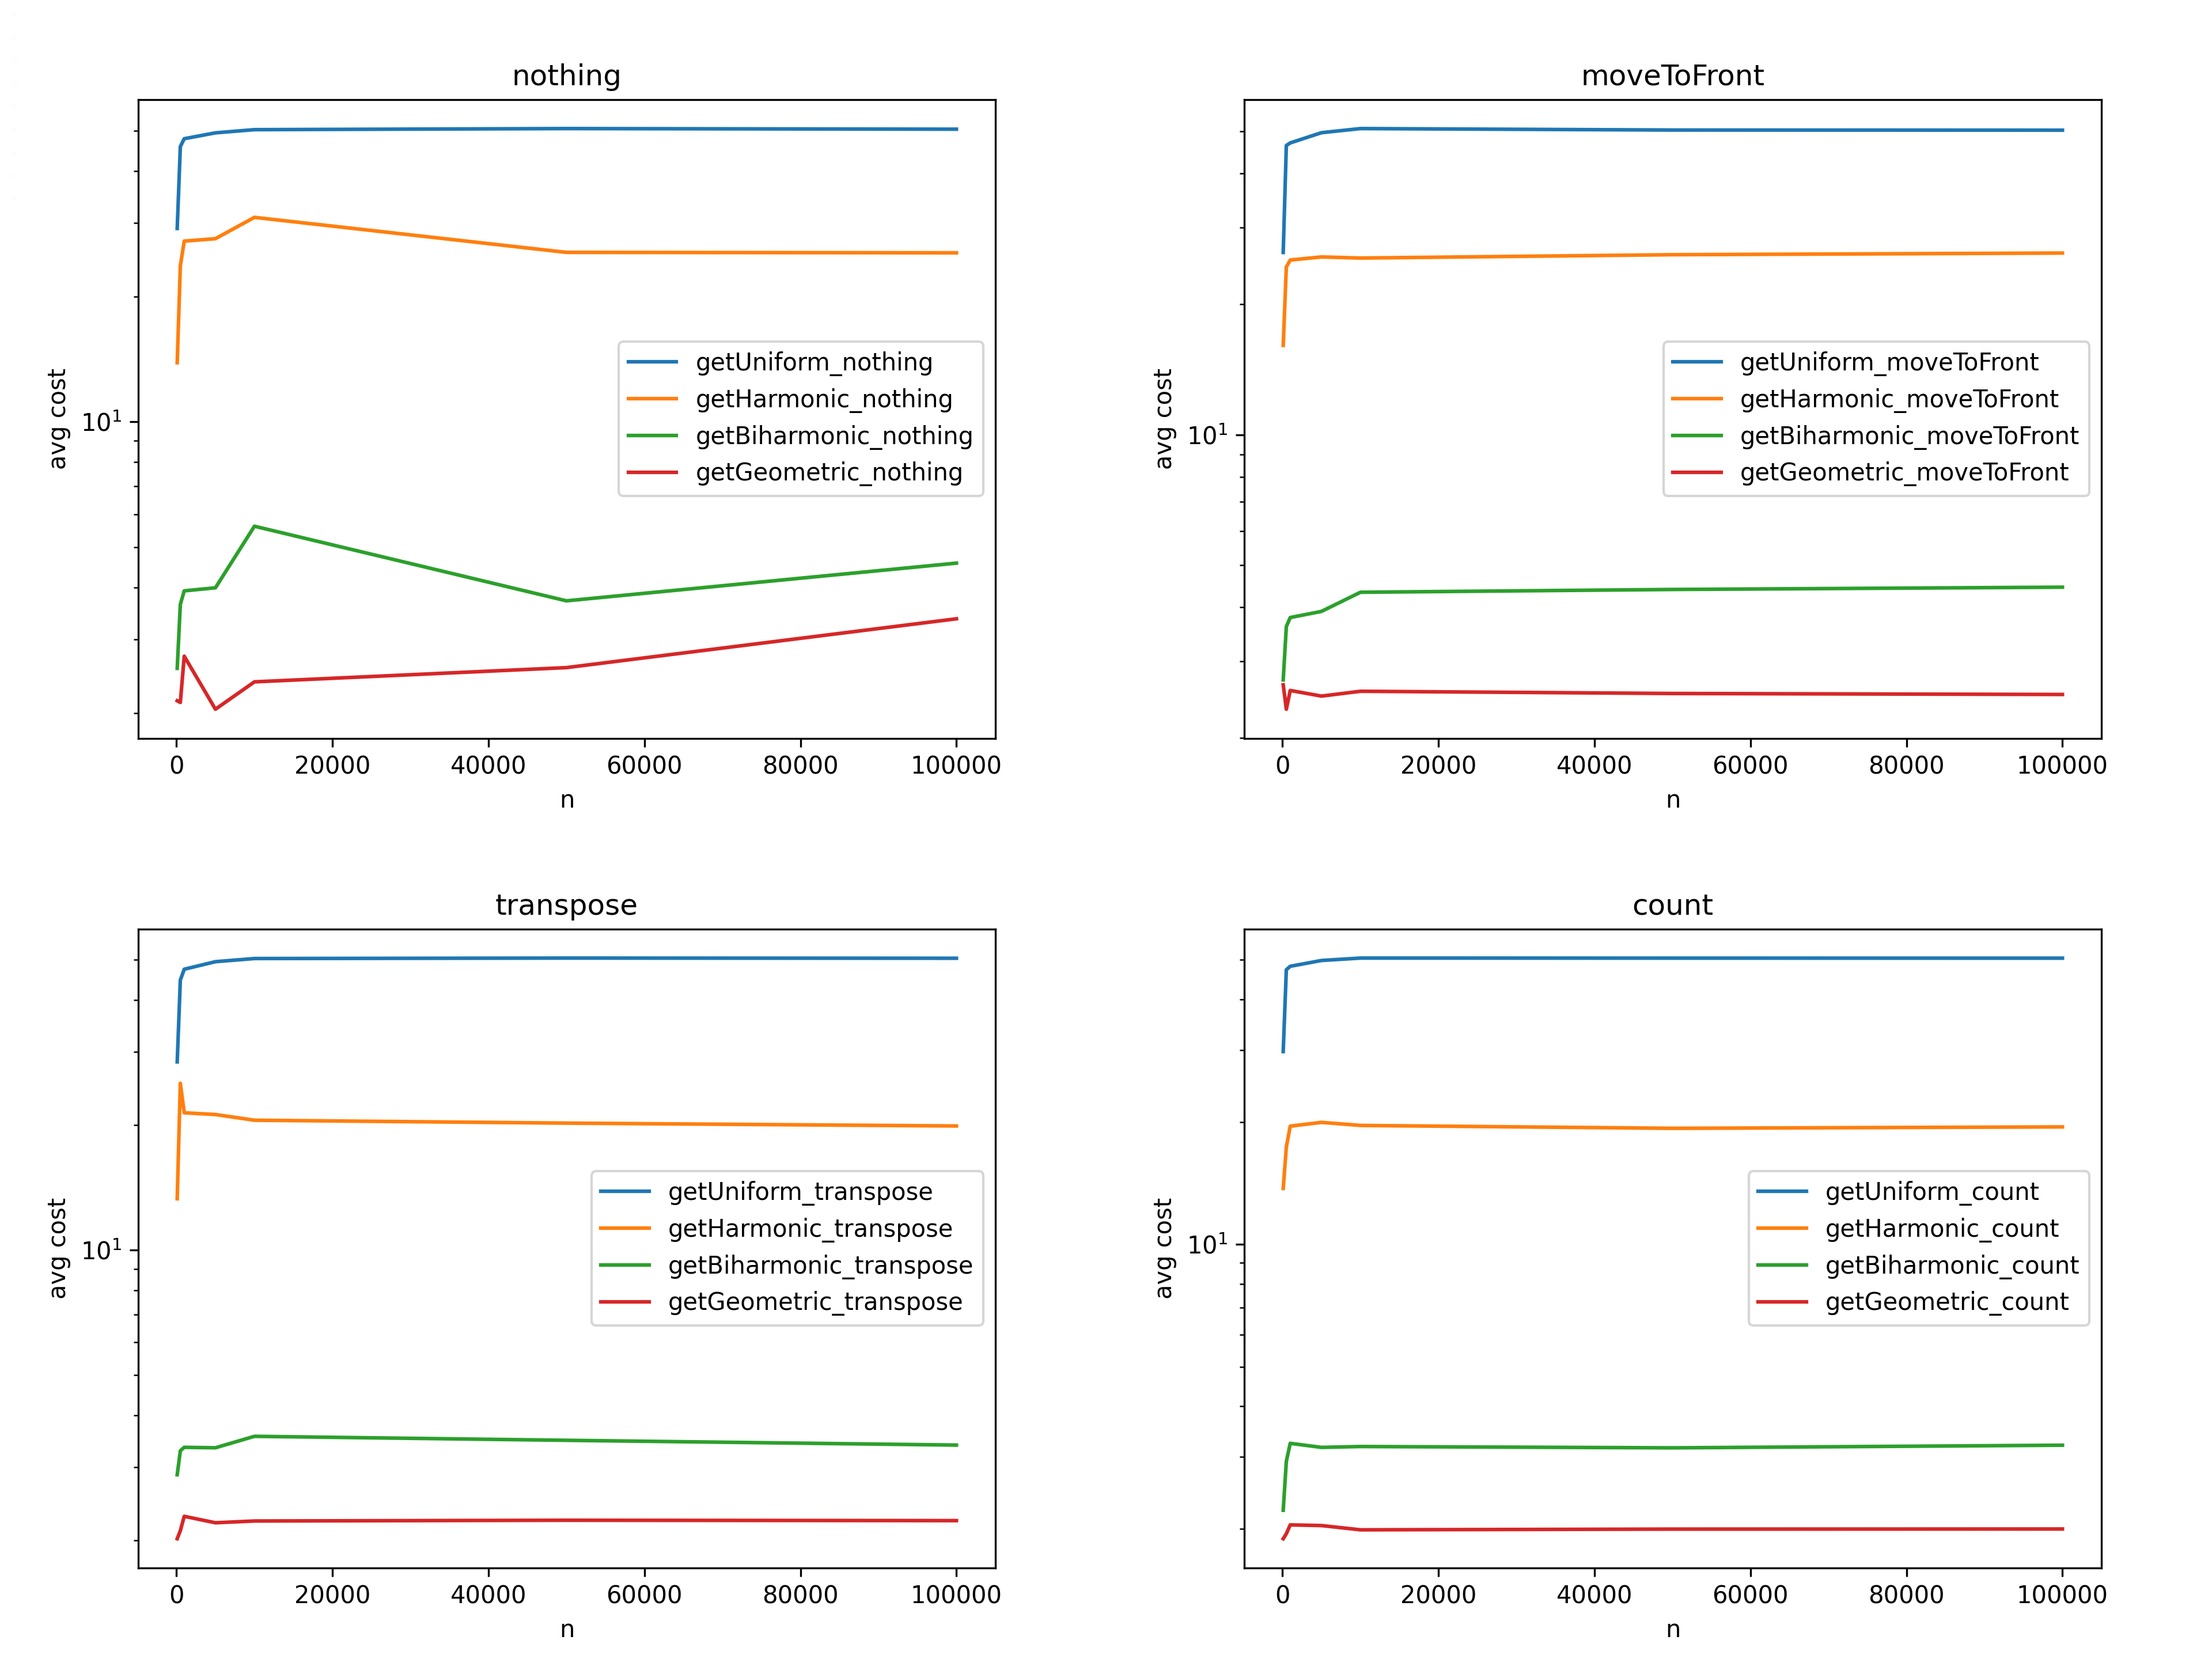 nothing
avg cost
10¹
getUniform_nothing
getHarmonic_nothing
getBiharmonic_nothing
getGeometric_nothing
0 20000 40000 60000 80000 100000
n
moveToFront
avg cost
10¹
getUniform_moveToFront
getHarmonic_moveToFront
getBiharmonic_moveToFront
getGeometric_moveToFront
0 20000 40000 60000 80000 100000
n
transpose
avg cost
10¹
getUniform_transpose
getHarmonic_transpose
getBiharmonic_transpose
getGeometric_transpose
0 20000 40000 60000 80000 100000
n
count
avg cost
10¹
getUniform_count
getHarmonic_count
getBiharmonic_count
getGeometric_count
0 20000 40000 60000 80000 100000
n